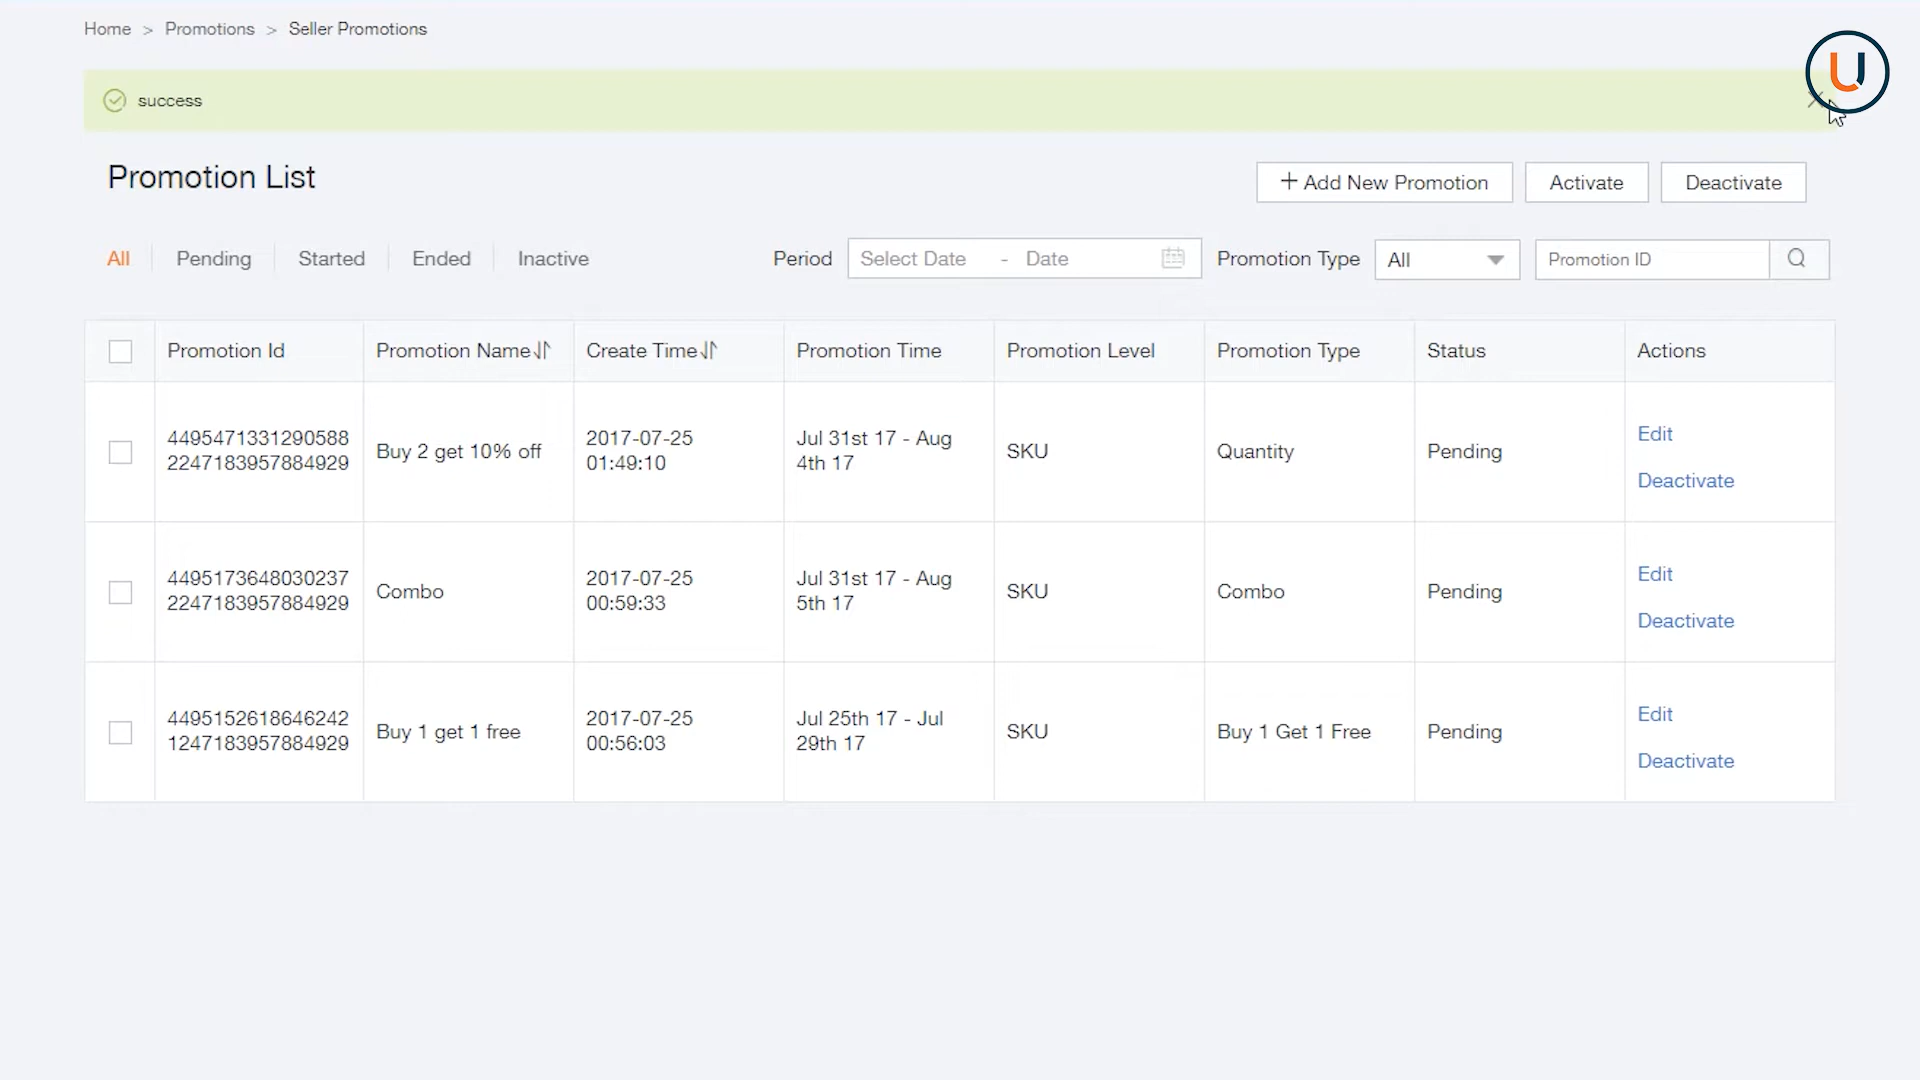 Home > Promotions > Seller Promotions
U
success
Promotion List
+ Add New Promotion
Activate
Deactivate
All
Pending
Started
Ended
Inactive
Period
Select Date - Date
Promotion Type
All
Promotion ID
Promotion Id
Promotion Name
Create Time
Promotion Time
Promotion Level
Promotion Type
Status
Actions
4495471331290588
2247183957884929
Buy 2 get 10% off
2017-07-25
01:49:10
Jul 31st 17 - Aug
4th 17
SKU
Quantity
Pending
Edit
Deactivate
4495173648030237
2247183957884929
Combo
2017-07-25
00:59:33
Jul 31st 17 - Aug
5th 17
SKU
Combo
Pending
Edit
Deactivate
4495152618646242
1247183957884929
Buy 1 get 1 free
2017-07-25
00:56:03
Jul 25th 17 - Jul
29th 17
SKU
Buy 1 Get 1 Free
Pending
Edit
Deactivate